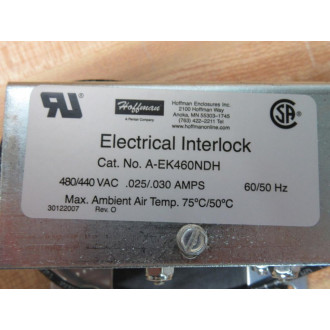 Hoffman
A Pentair Company
Hoffman Enclosures Inc.
2100 Hoffman Way
Anoka, MN 55303-1745
(763) 422-2211 Tel
www.hoffmanonline.com
Electrical Interlock
Cat. No. A-EK460NDH
480/440 VAC .025/.030 AMPS 60/50 Hz
Max. Ambient Air Temp. 75°C/50°C
30122007 Rev. O